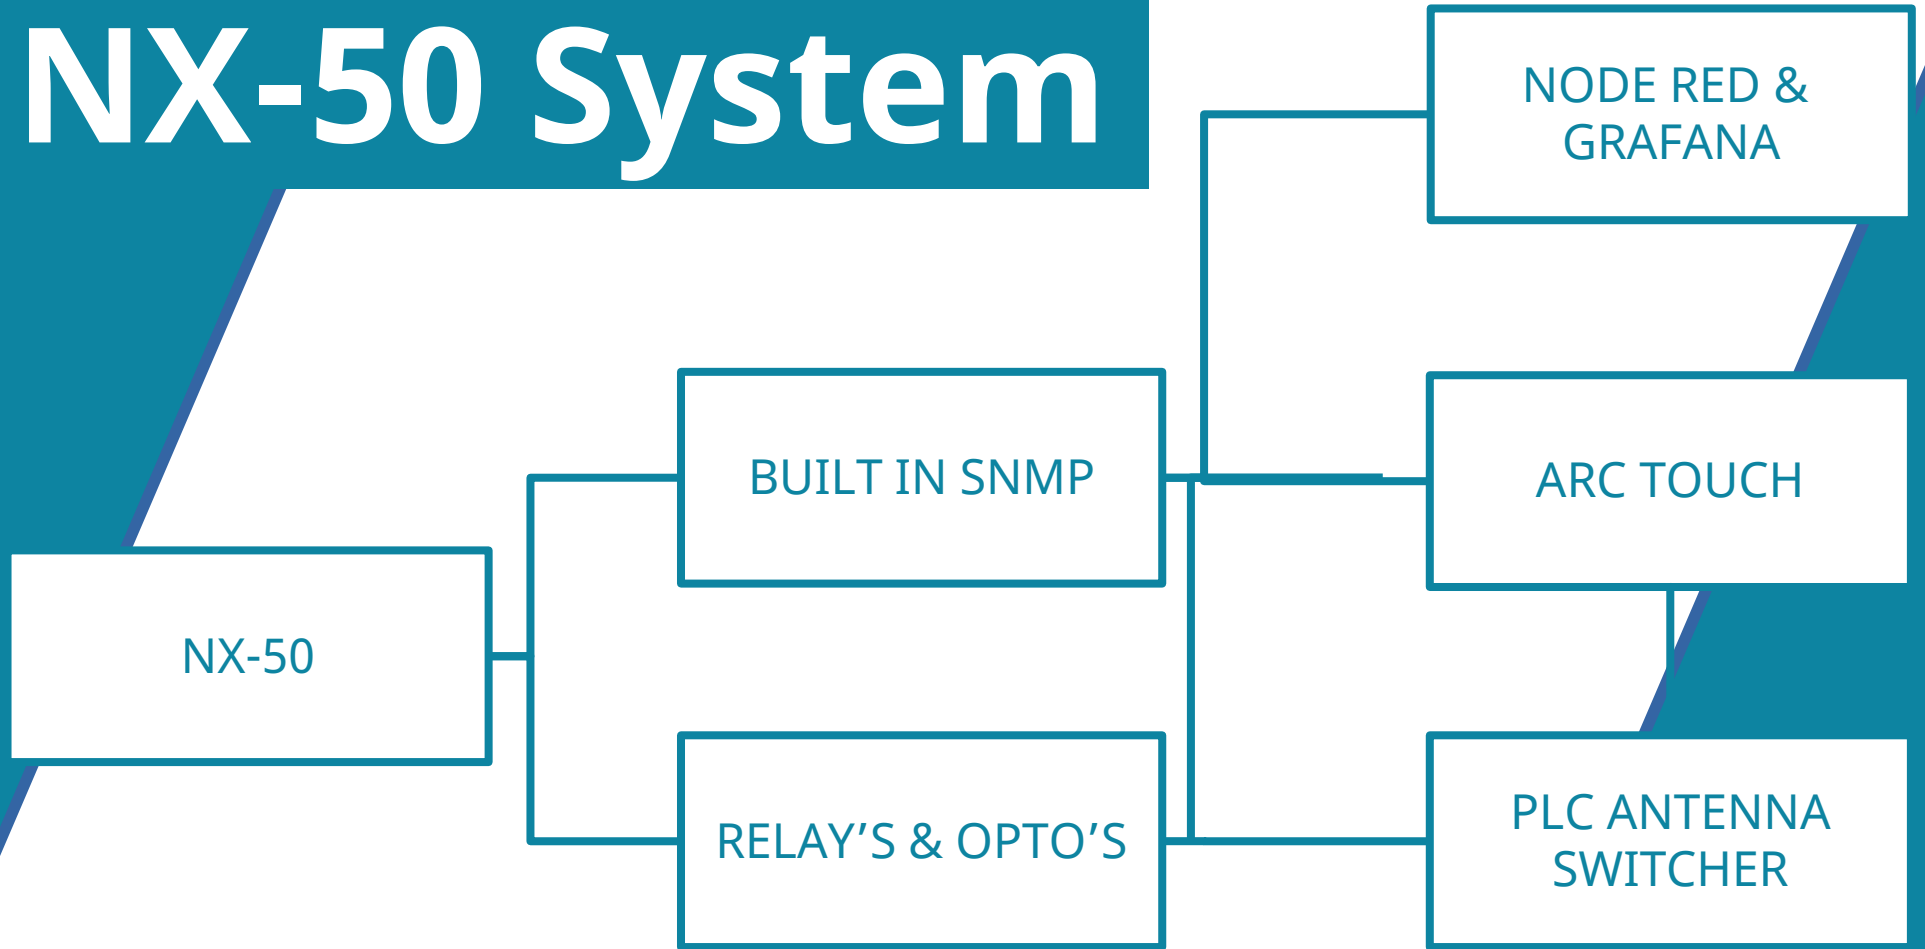 NX-50 System
NODE RED &
GRAFANA
BUILT IN SNMP
ARC TOUCH
NX-50
RELAY’S & OPTO’S
PLC ANTENNA
SWITCHER